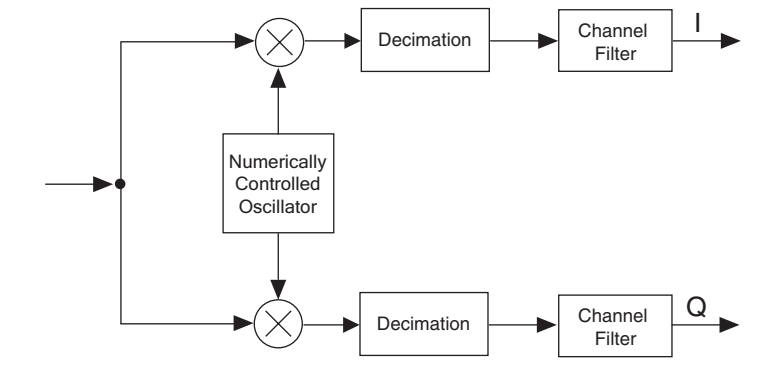 Decimation
Channel
Filter
I
Numerically
Controlled
Oscillator
Decimation
Channel
Filter
Q